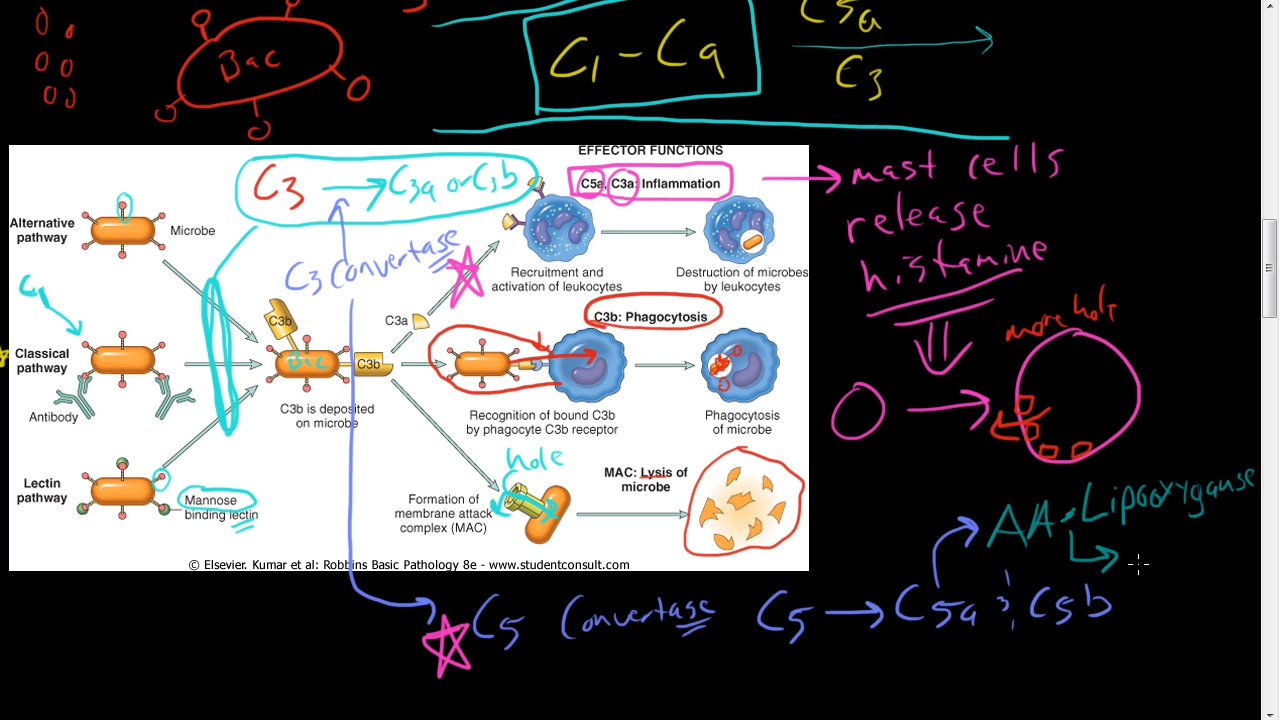 Bac
C1 - C9
C5a
C3
EFFECTOR FUNCTIONS
C3 → C3a or C3b
C5a, C3a: Inflammation
→ mast cells
release
histamine
Alternative
pathway
Microbe
C3 Convertase
Recruitment and
activation of leukocytes
Destruction of microbes
by leukocytes
C1
C3b
C3a
C3b: Phagocytosis
Classical
pathway
Bac
C3b
Antibody
C3b is deposited
on microbe
Recognition of bound C3b
by phagocyte C3b receptor
Phagocytosis
of microbe
hole
Lectin
pathway
Mannose
binding lectin
Formation of
membrane attack
complex (MAC)
MAC: Lysis of
microbe
AA - Lipooxyganse
© Elsevier. Kumar et al: Robbins Basic Pathology 8e - www.studentconsult.com
C5 Convertase C5 → C5a & C5b